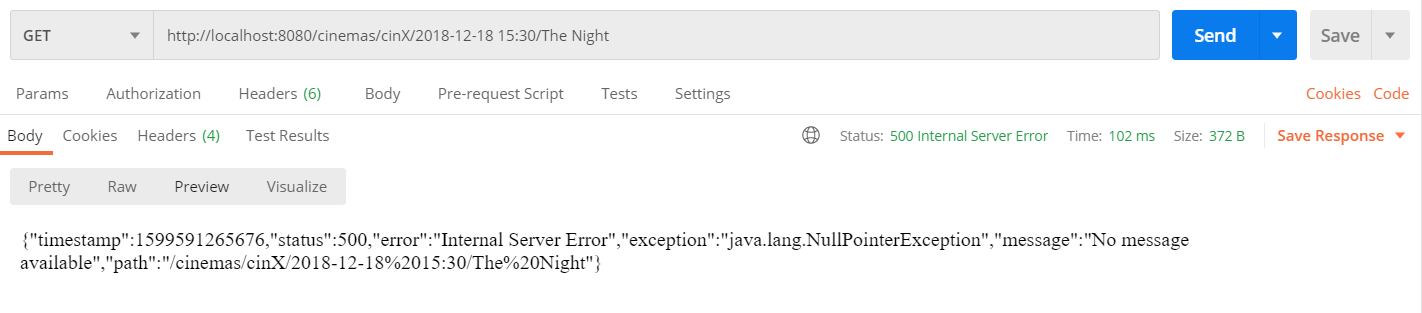 GET http://localhost:8080/cinemas/cinX/2018-12-18 15:30/The Night Send Save
Params Authorization Headers (6) Body Pre-request Script Tests Settings Cookies Code
Body Cookies Headers (4) Test Results Status: 500 Internal Server Error Time: 102 ms Size: 372 B Save Response
Pretty Raw Preview Visualize
{"timestamp":1599591265676,"status":500,"error":"Internal Server Error","exception":"java.lang.NullPointerException","message":"No message
available","path":"/cinemas/cinX/2018-12-18%2015:30/The%20Night"}